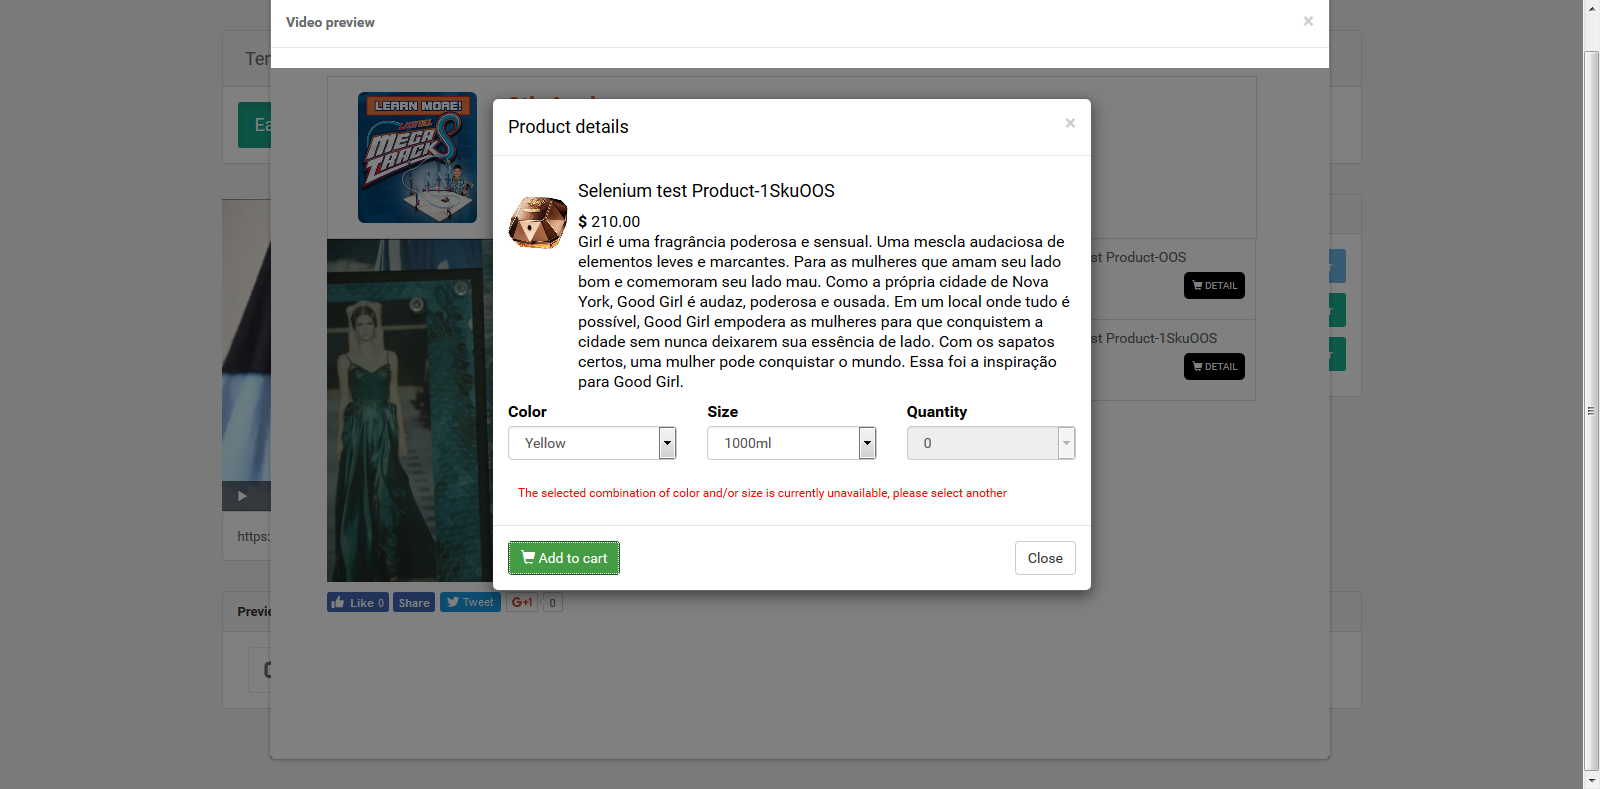 Video preview
×
LEARN MORE!
MEGA
TRACK
Product details
×
Selenium test Product-1SkuOOS
$ 210.00
Girl é uma fragrância poderosa e sensual. Uma mescla audaciosa de
elementos leves e marcantes. Para as mulheres que amam seu lado
bom e comemoram seu lado mau. Como a própria cidade de Nova
York, Good Girl é audaz, poderosa e ousada. Em um local onde tudo é
possível, Good Girl empodera as mulheres para que conquistem a
cidade sem nunca deixarem sua essência de lado. Com os sapatos
certos, uma mulher pode conquistar o mundo. Essa foi a inspiração
para Good Girl.
Color
Size
Quantity
Yellow
1000ml
0
The selected combination of color and/or size is currently unavailable, please select another
Add to cart
Close
st Product-OOS
DETAIL
st Product-1SkuOOS
DETAIL
https:
Like 0
Share
Tweet
G+1
0